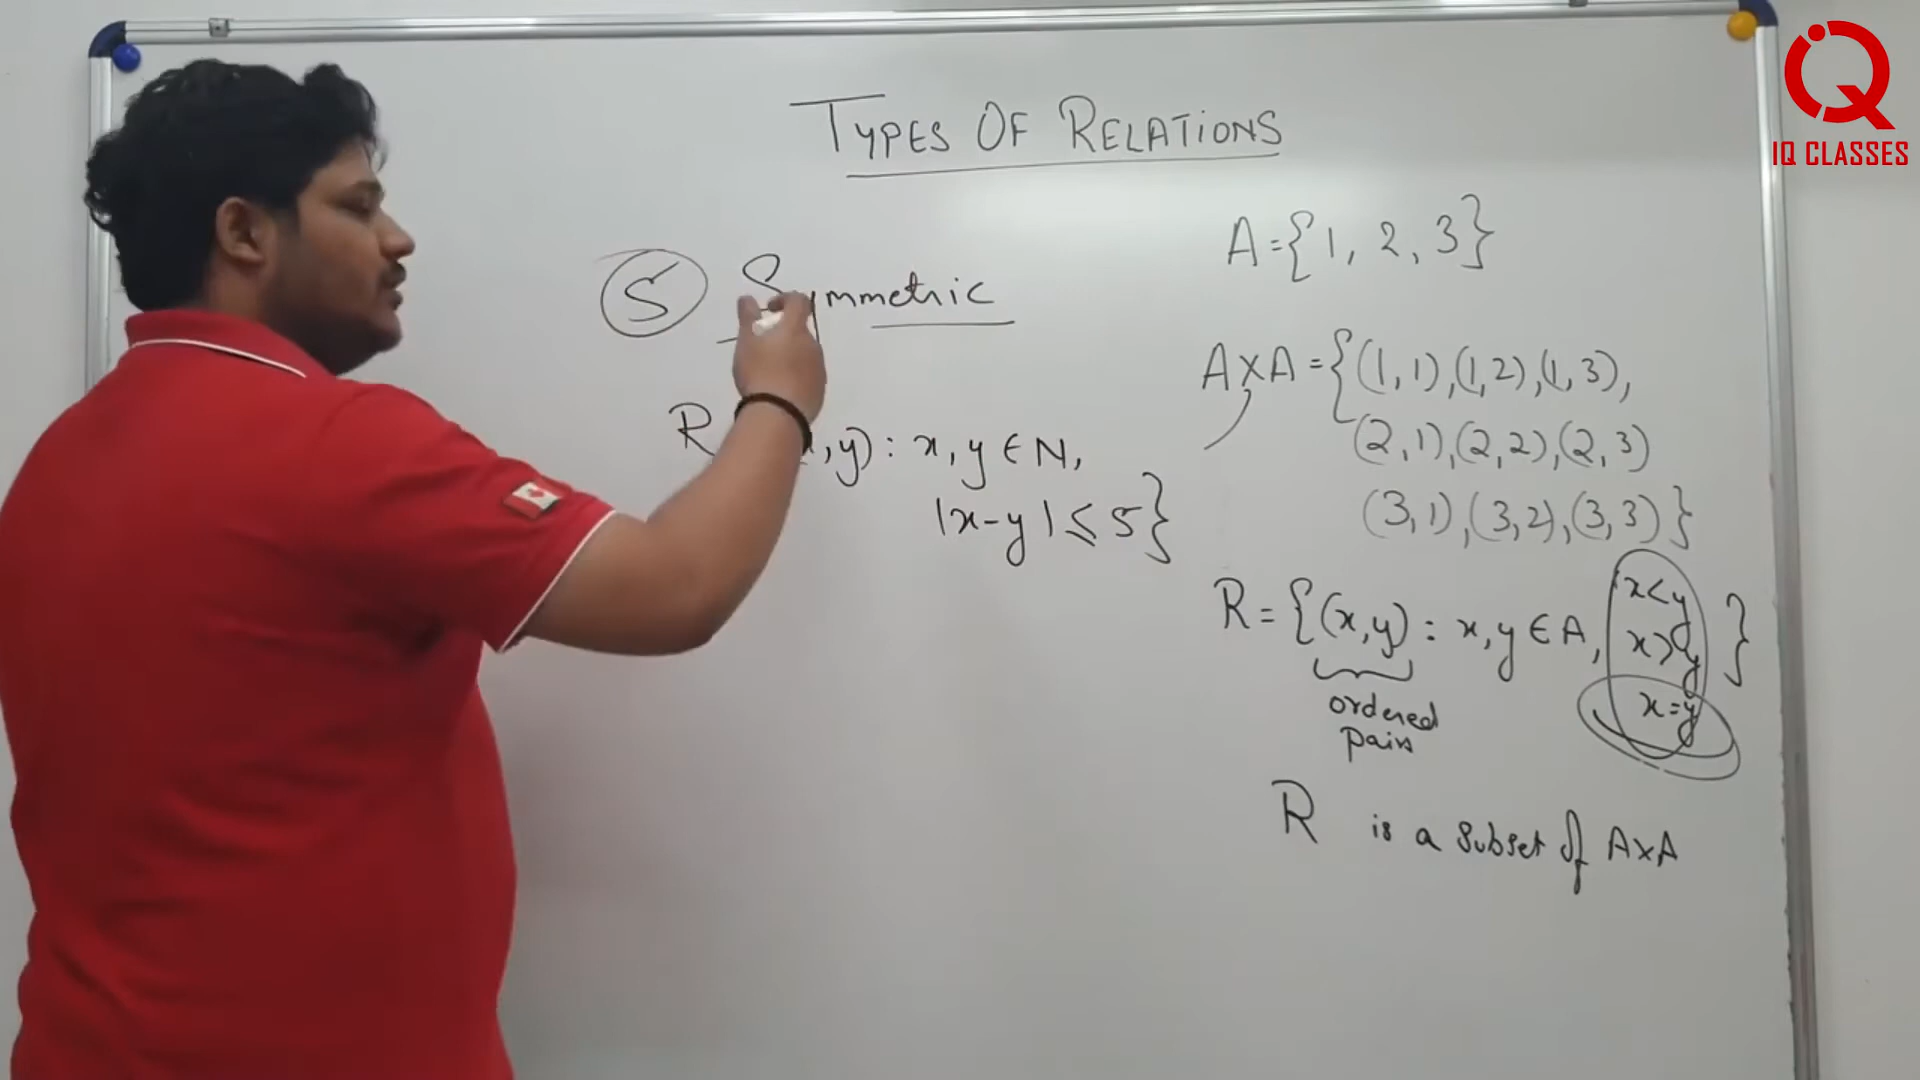 TYPES OF RELATIONS
5 Symmetric
R ,y) : x, y ∈ N,
|x-y| ≤ 5}
A = {1, 2, 3}
A×A = {(1,1),(1,2),(1,3),
(2,1),(2,2),(2,3)
(3,1),(3,2),(3,3)}
R = {(x,y) : x, y ∈ A, x<y
x>y
x=y }
ordered
pairs
R is a subset of A×A
IQ CLASSES